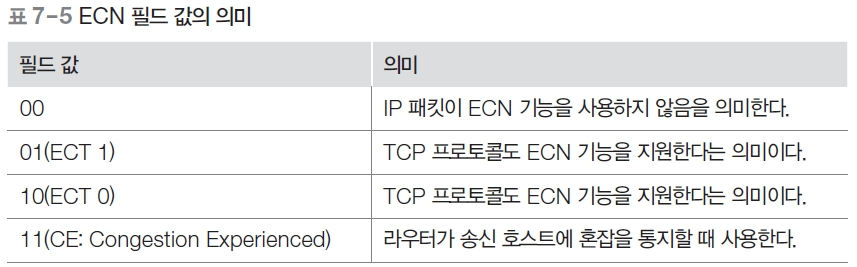 표 7-5 ECN 필드 값의 의미
필드 값 의미
00 IP 패킷이 ECN 기능을 사용하지 않음을 의미한다.
01(ECT 1) TCP 프로토콜도 ECN 기능을 지원한다는 의미이다.
10(ECT 0) TCP 프로토콜도 ECN 기능을 지원한다는 의미이다.
11(CE: Congestion Experienced) 라우터가 송신 호스트에 혼잡을 통지할 때 사용한다.